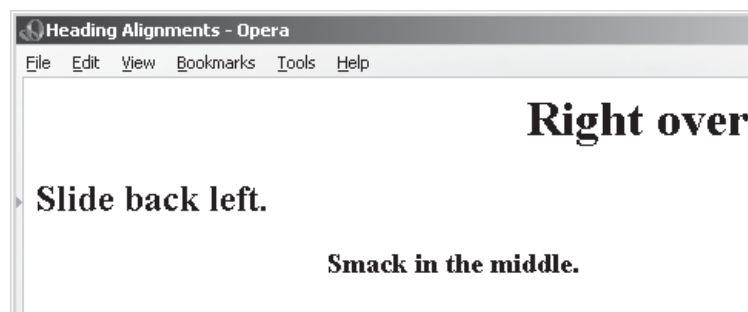 Heading Alignments - Opera
File Edit View Bookmarks Tools Help
Right over
Slide back left.
Smack in the middle.